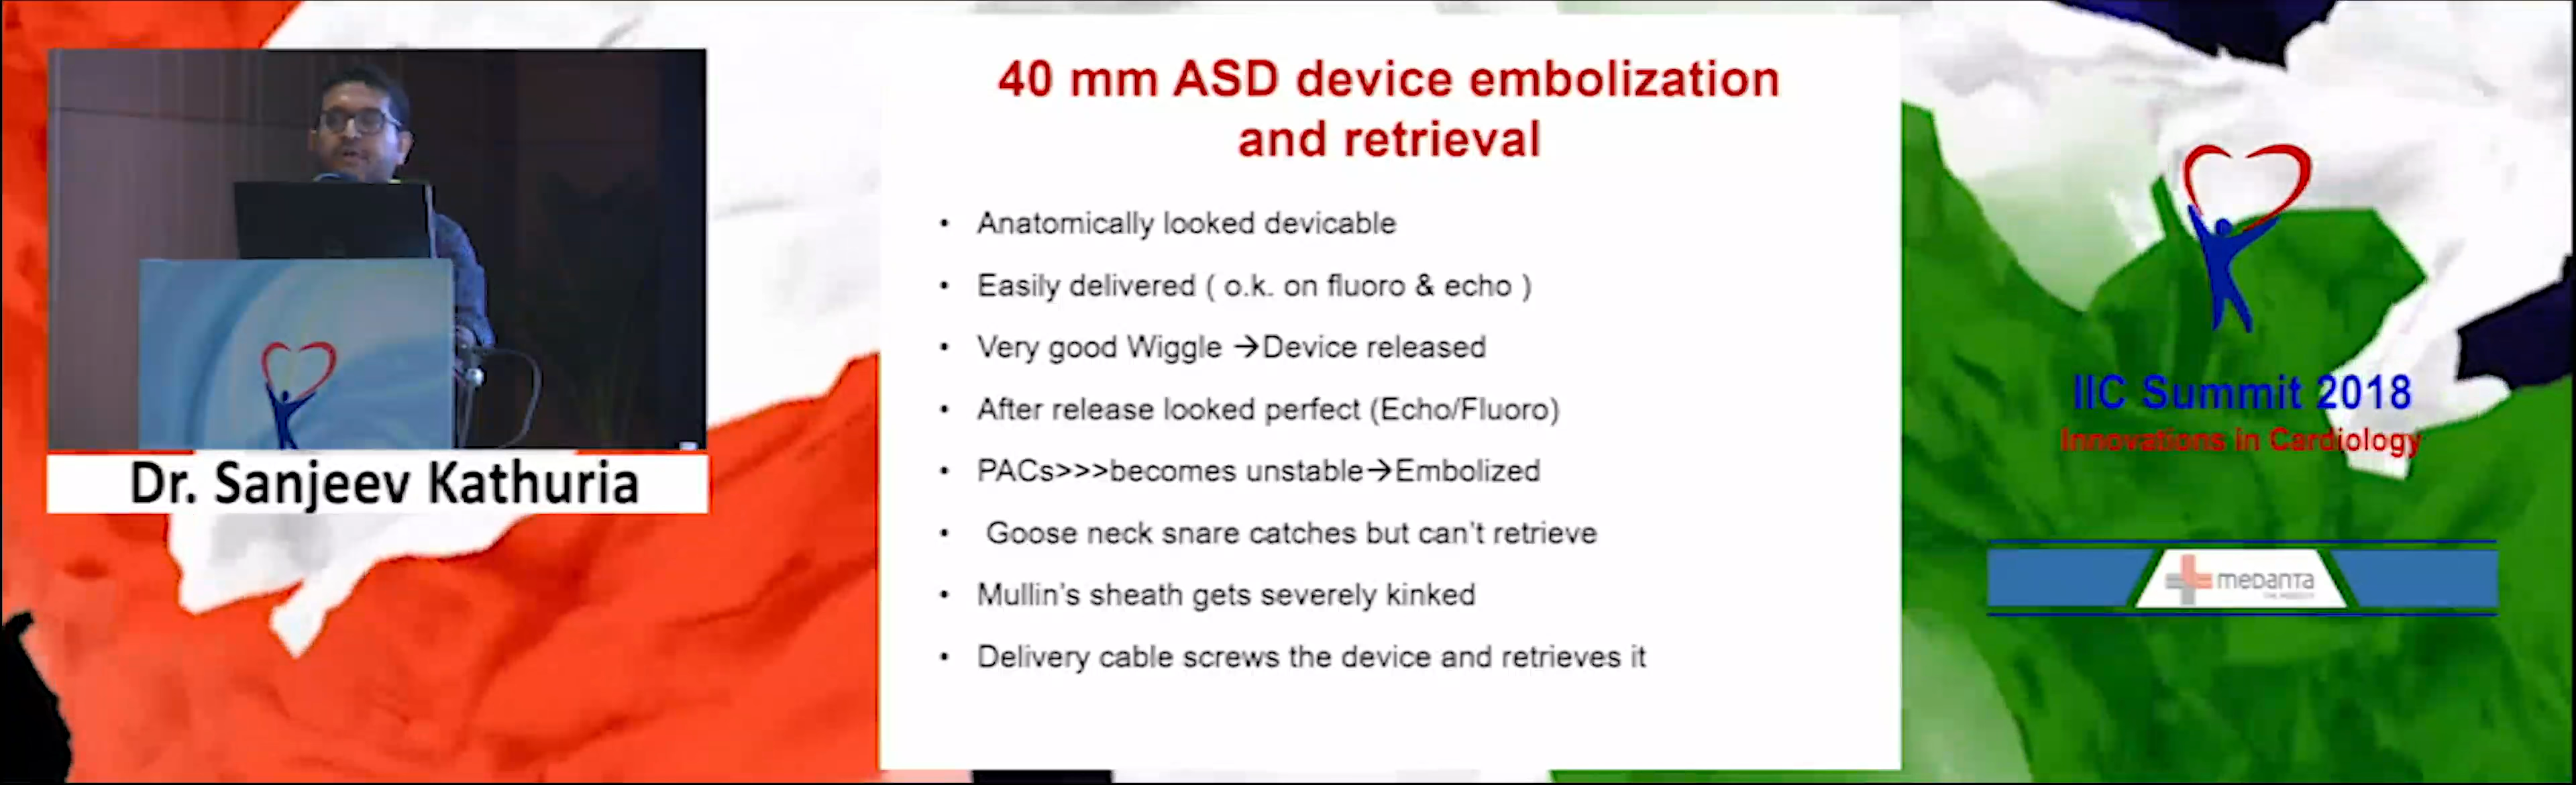 40 mm ASD device embolization
and retrieval
• Anatomically looked devicable
• Easily delivered ( o.k. on fluoro & echo )
• Very good Wiggle →Device released
• After release looked perfect (Echo/Fluoro)
• PACs>>>becomes unstable→Embolized
• Goose neck snare catches but can't retrieve
• Mullin's sheath gets severely kinked
• Delivery cable screws the device and retrieves it
Dr. Sanjeev Kathuria
IIC Summit 2018
Innovations in Cardiology
medanta